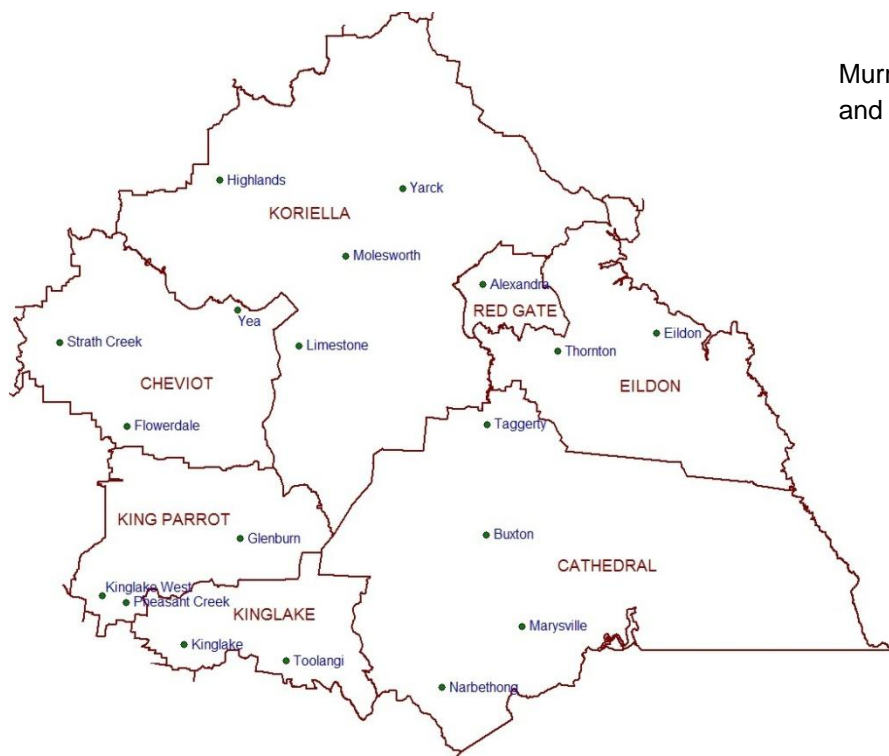 Murr
and
Highlands
Yarck
KORIELLA
Molesworth
Alexandra
RED GATE
Yea
Strath Creek
Limestone
Thornton
Eildon
CHEVIOT
EILDON
Flowerdale
Taggerty
KING PARROT
Glenburn
Buxton
CATHEDRAL
Kinglake West
Pheasant Creek
KINGLAKE
Marysville
Kinglake
Toolangi
Narbethong